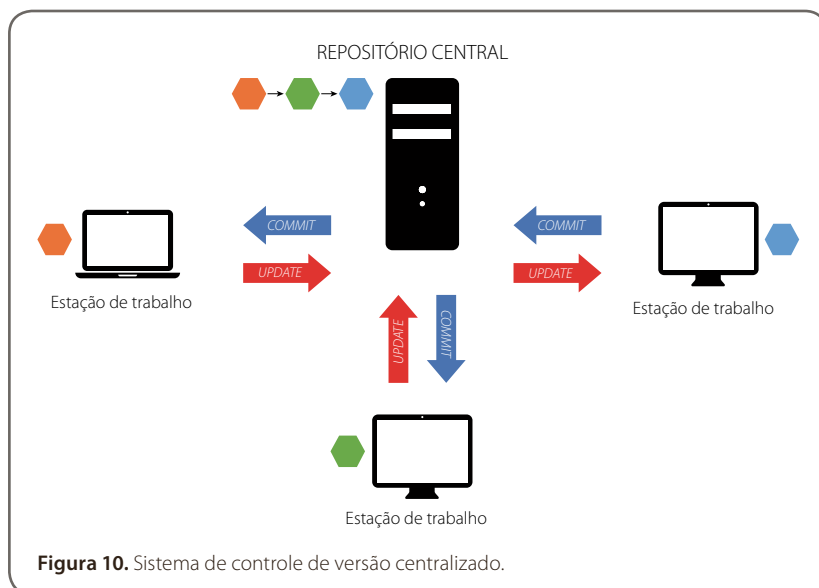 REPOSITÓRIO CENTRAL
COMMIT
COMMIT
UPDATE
UPDATE
Estação de trabalho
Estação de trabalho
UPDATE
COMMIT
Estação de trabalho
Figura 10. Sistema de controle de versão centralizado.